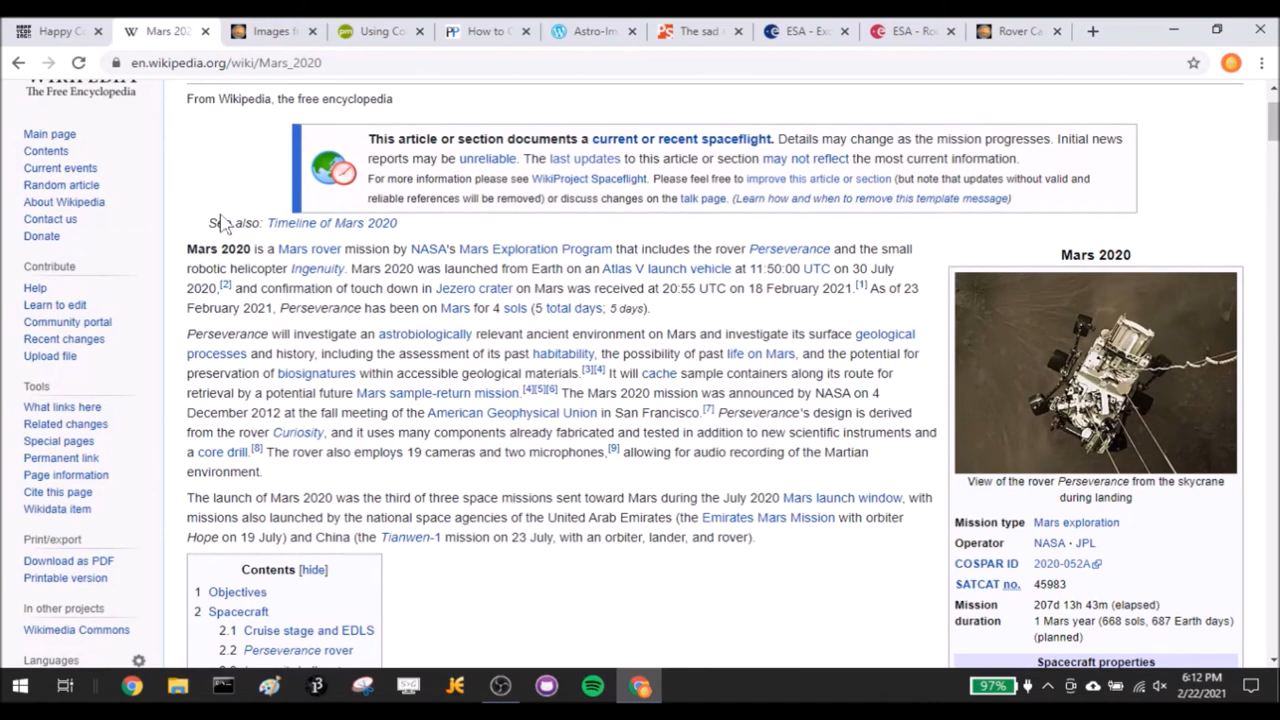 Happy C
Mars 202
Images f
Using Co
How to C
Astro-Im
The sad
ESA - Ex
ESA - Ro
Rover Ca
en.wikipedia.org/wiki/Mars_2020
The Free Encyclopedia
Main page
Contents
Current events
Random article
About Wikipedia
Contact us
Donate
Contribute
Help
Learn to edit
Community portal
Recent changes
Upload file
Tools
What links here
Related changes
Special pages
Permanent link
Page information
Cite this page
Wikidata item
Print/export
Download as PDF
Printable version
In other projects
Wikimedia Commons
Languages
From Wikipedia, the free encyclopedia
This article or section documents a current or recent spaceflight. Details may change as the mission progresses. Initial news
reports may be unreliable. The last updates to this article or section may not reflect the most current information.
For more information please see WikiProject Spaceflight. Please feel free to improve this article or section (but note that updates without valid and
reliable references will be removed) or discuss changes on the talk page. (Learn how and when to remove this template message)
See also: Timeline of Mars 2020
Mars 2020 is a Mars rover mission by NASA's Mars Exploration Program that includes the rover Perseverance and the small
robotic helicopter Ingenuity. Mars 2020 was launched from Earth on an Atlas V launch vehicle at 11:50:00 UTC on 30 July
2020,[2] and confirmation of touch down in Jezero crater on Mars was received at 20:55 UTC on 18 February 2021.[1] As of 23
February 2021, Perseverance has been on Mars for 4 sols (5 total days; 5 days).
Perseverance will investigate an astrobiologically relevant ancient environment on Mars and investigate its surface geological
processes and history, including the assessment of its past habitability, the possibility of past life on Mars, and the potential for
preservation of biosignatures within accessible geological materials.[3][4] It will cache sample containers along its route for
retrieval by a potential future Mars sample-return mission.[4][5][6] The Mars 2020 mission was announced by NASA on 4
December 2012 at the fall meeting of the American Geophysical Union in San Francisco.[7] Perseverance's design is derived
from the rover Curiosity, and it uses many components already fabricated and tested in addition to new scientific instruments and
a core drill.[8] The rover also employs 19 cameras and two microphones,[9] allowing for audio recording of the Martian
environment.
The launch of Mars 2020 was the third of three space missions sent toward Mars during the July 2020 Mars launch window, with
missions also launched by the national space agencies of the United Arab Emirates (the Emirates Mars Mission with orbiter
Hope on 19 July) and China (the Tianwen-1 mission on 23 July, with an orbiter, lander, and rover).
Contents [hide]
1 Objectives
2 Spacecraft
2.1 Cruise stage and EDLS
2.2 Perseverance rover
Mars 2020
View of the rover Perseverance from the skycrane
during landing
Mission type Mars exploration
Operator NASA · JPL
COSPAR ID 2020-052A
SATCAT no. 45983
Mission 207d 13h 43m (elapsed)
duration 1 Mars year (668 sols, 687 Earth days)
(planned)
Spacecraft properties
97%
6:12 PM
2/22/2021